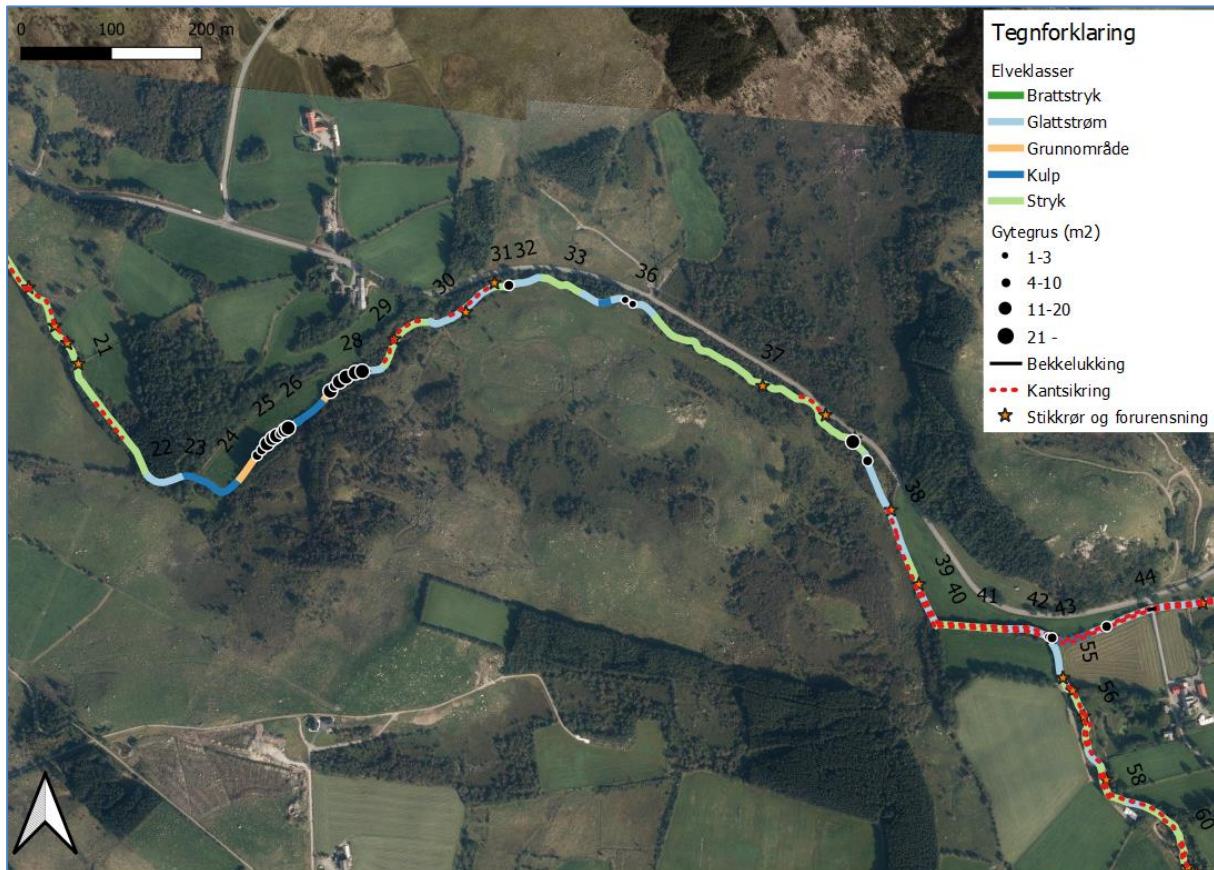 0 100 200 m
Tegnforklaring
Elveklasser
Brattstryk
Glattstrøm
Grunnområde
Kulp
Stryk
Gytegrus (m2)
1-3
4-10
11-20
21 -
Bekkelukking
Kantsikring
Stikkrør og forurensning
21
22
23
24
25
26
28
29
30
31
32
33
36
37
38
39
40
41
42
43
44
55
56
58
60